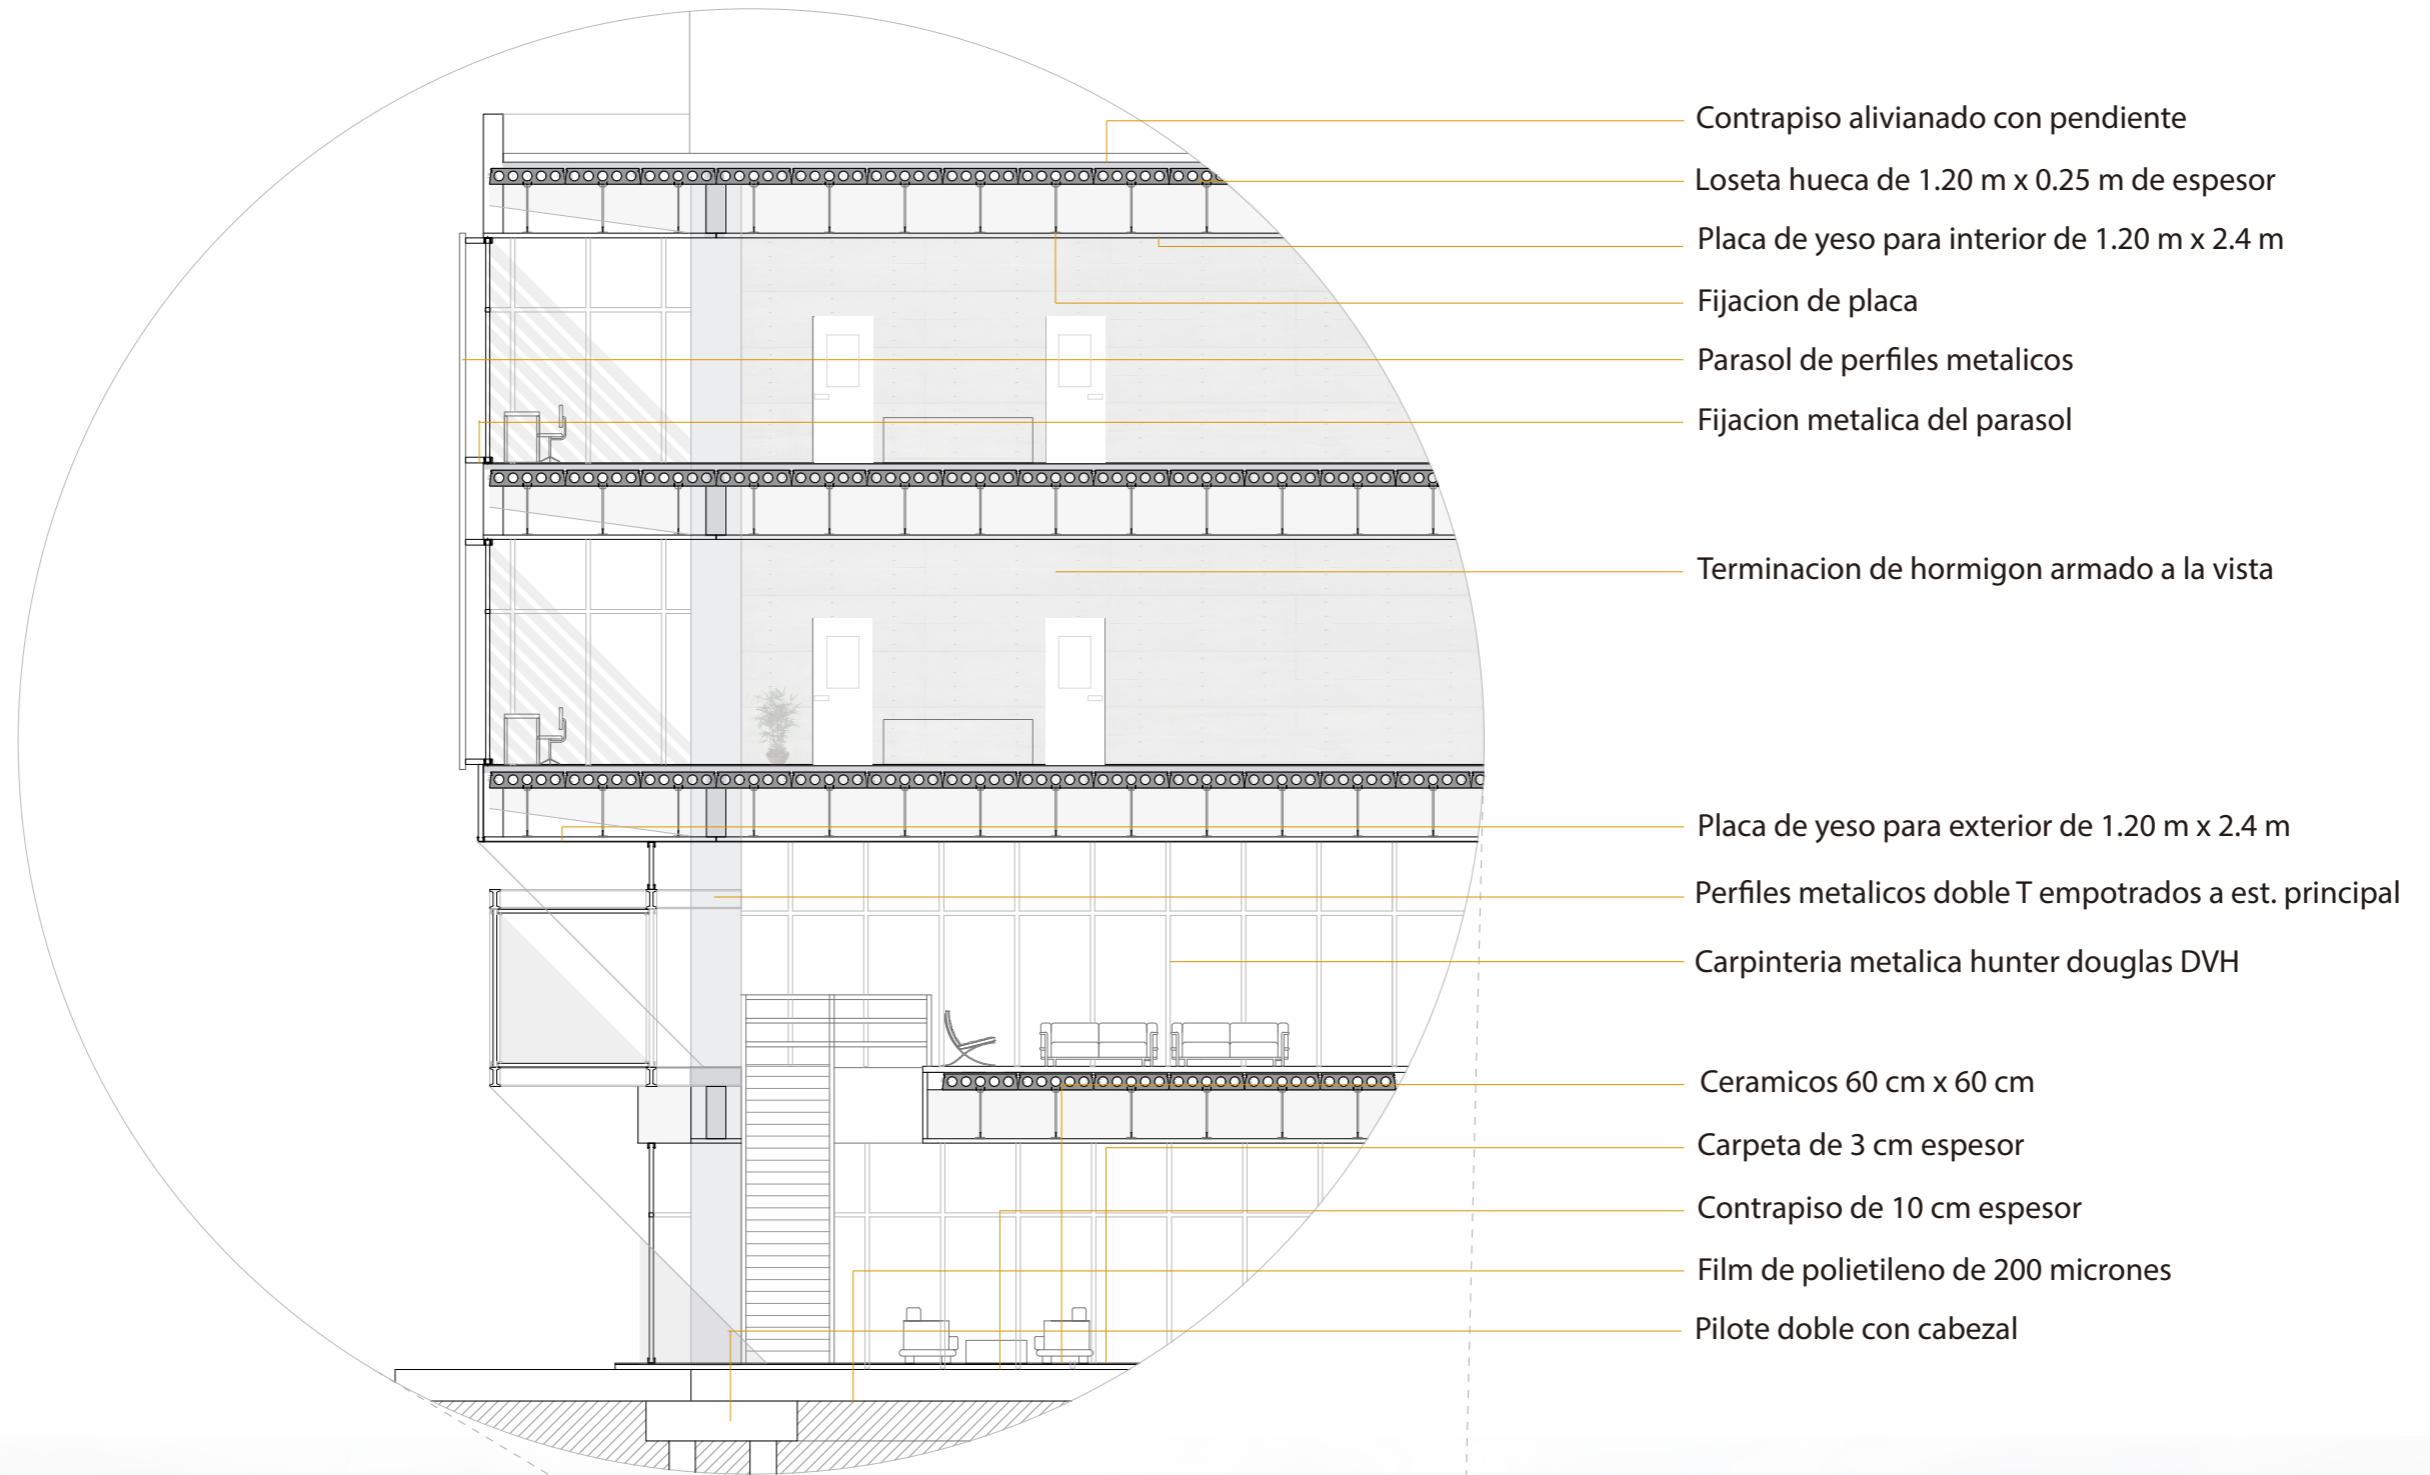 Contrapiso alivianado con pendiente
Loseta hueca de 1.20 m x 0.25 m de espesor
Placa de yeso para interior de 1.20 m x 2.4 m
Fijacion de placa
Parasol de perfiles metalicos
Fijacion metalica del parasol
Terminacion de hormigon armado a la vista
Placa de yeso para exterior de 1.20 m x 2.4 m
Perfiles metalicos doble T empotrados a est. principal
Carpinteria metalica hunter douglas DVH
Ceramicos 60 cm x 60 cm
Carpeta de 3 cm espesor
Contrapiso de 10 cm espesor
Film de polietileno de 200 micrones
Pilote doble con cabezal